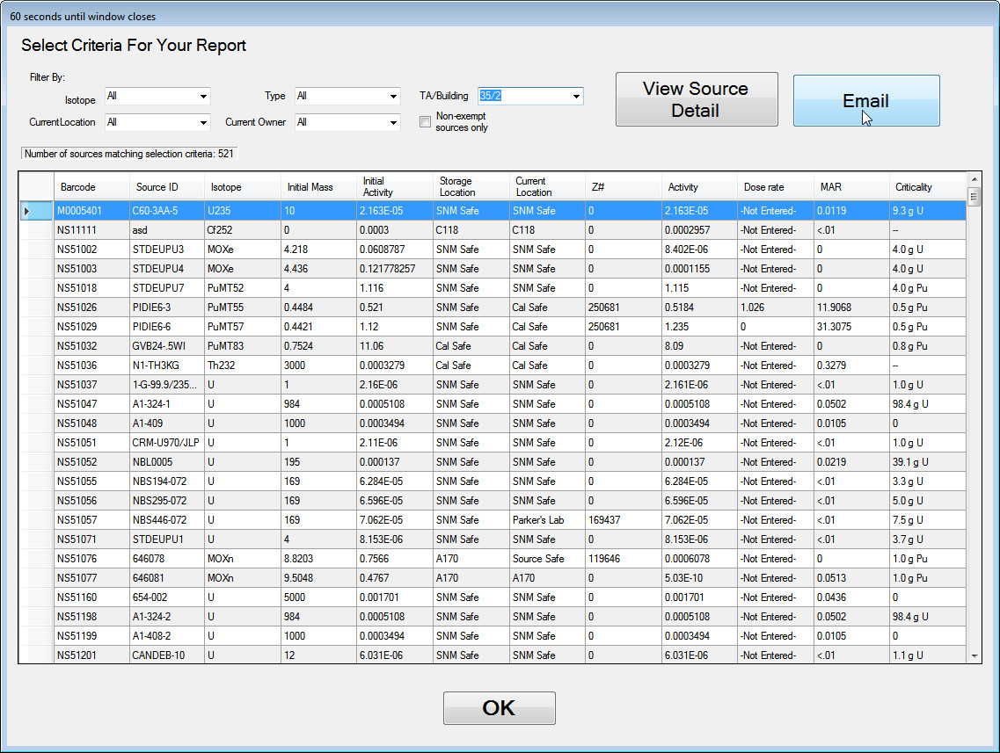 60 seconds until window closes
Select Criteria For Your Report
Filter By:
Isotope All Type All TA/Building 35/2
CurrentLocation All Current Owner All Non-exempt
sources only
View Source
Detail
Email
Number of sources matching selection criteria: 521
Barcode Source ID Isotope Initial Mass Initial Activity Storage Location Current Location Z# Activity Dose rate MAR Criticality
M0005401 C60-3AA-5 U235 10 2.163E-05 SNM Safe SNM Safe 0 2.163E-05 -Not Entered- 0.0119 9.3 g U
NS11111 asd Cf252 0 0.0003 C118 C118 0 0.0002957 -Not Entered- <.01 --
NS51002 STDEUPU3 MOXe 4.218 0.0608787 SNM Safe SNM Safe 0 8.402E-06 -Not Entered- 0 4.0 g U
NS51003 STDEUPU4 MOXe 4.436 0.121778257 SNM Safe SNM Safe 0 0.0001155 -Not Entered- 0 4.0 g U
NS51018 STDEUPU7 PuMT52 4 1.116 SNM Safe SNM Safe 0 1.115 -Not Entered- 0 4.0 g Pu
NS51026 PIDIE6-3 PuMT55 0.4484 0.521 SNM Safe Cal Safe 250681 0.5184 1.026 11.9068 0.5 g Pu
NS51029 PIDIE6-6 PuMT57 0.4421 1.12 SNM Safe Cal Safe 250681 1.235 0 31.3075 0.5 g Pu
NS51032 GVB24-.5WI PuMT83 0.7524 11.06 Cal Safe Cal Safe 0 8.09 -Not Entered- 0 0.8 g Pu
NS51036 N1-TH3KG Th232 3000 0.0003279 Cal Safe Cal Safe 0 0.0003279 -Not Entered- 0.3279 --
NS51037 1-G-99.9/235... U 1 2.16E-06 SNM Safe SNM Safe 0 2.161E-06 -Not Entered- <.01 1.0 g U
NS51047 A1-324-1 U 984 0.0005108 SNM Safe SNM Safe 0 0.0005108 -Not Entered- 0.0502 98.4 g U
NS51048 A1-409 U 1000 0.0003494 SNM Safe SNM Safe 0 0.0003494 -Not Entered- 0.0105 0
NS51051 CRM-U970/JLP U 1 2.11E-06 SNM Safe SNM Safe 0 2.12E-06 -Not Entered- <.01 1.0 g U
NS51052 NBL0005 U 195 0.000137 SNM Safe SNM Safe 0 0.000137 -Not Entered- 0.0219 39.1 g U
NS51055 NBS194-072 U 169 6.284E-05 SNM Safe SNM Safe 0 6.284E-05 -Not Entered- <.01 3.3 g U
NS51056 NBS295-072 U 169 6.596E-05 SNM Safe SNM Safe 0 6.596E-05 -Not Entered- <.01 5.0 g U
NS51057 NBS446-072 U 169 7.062E-05 SNM Safe Parker's Lab 169437 7.062E-05 -Not Entered- <.01 7.5 g U
NS51071 STDEUPU1 U 4 8.153E-06 SNM Safe SNM Safe 0 8.153E-06 -Not Entered- <.01 3.7 g U
NS51076 646078 MOXn 8.8203 0.7566 A170 Source Safe 119646 0.0006078 -Not Entered- 0 1.0 g Pu
NS51077 646081 MOXn 9.5048 0.4767 A170 A170 0 5.03E-10 -Not Entered- 0.0513 1.0 g Pu
NS51160 654-002 U 5000 0.001701 SNM Safe SNM Safe 0 0.001701 -Not Entered- 0.0436 0
NS51198 A1-324-2 U 984 0.0005108 SNM Safe SNM Safe 0 0.0005108 -Not Entered- 0.0502 98.4 g U
NS51199 A1-408-2 U 1000 0.0003494 SNM Safe SNM Safe 0 0.0003494 -Not Entered- 0.0105 0
NS51201 CANDEB-10 U 12 6.031E-06 SNM Safe SNM Safe 0 6.031E-06 -Not Entered- <.01 1.1 g U
OK